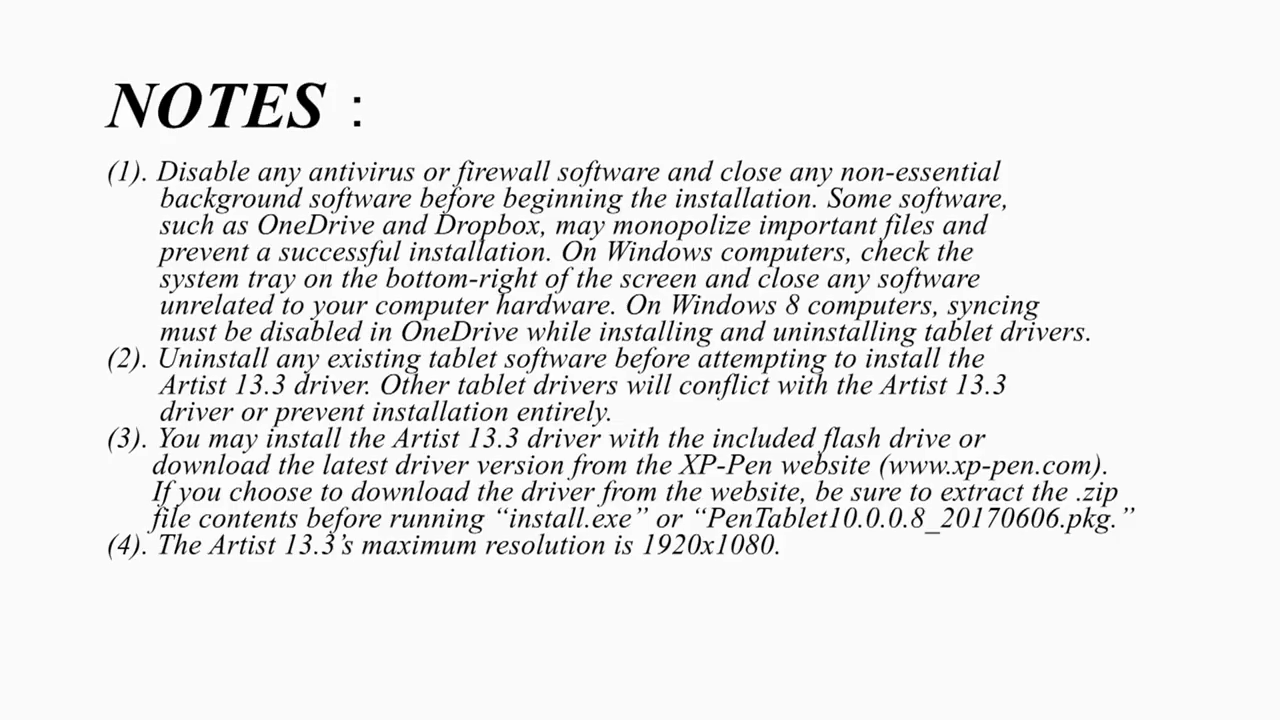 NOTES :
(1). Disable any antivirus or firewall software and close any non-essential
background software before beginning the installation. Some software,
such as OneDrive and Dropbox, may monopolize important files and
prevent a successful installation. On Windows computers, check the
system tray on the bottom-right of the screen and close any software
unrelated to your computer hardware. On Windows 8 computers, syncing
must be disabled in OneDrive while installing and uninstalling tablet drivers.
(2). Uninstall any existing tablet software before attempting to install the
Artist 13.3 driver. Other tablet drivers will conflict with the Artist 13.3
driver or prevent installation entirely.
(3). You may install the Artist 13.3 driver with the included flash drive or
download the latest driver version from the XP-Pen website (www.xp-pen.com).
If you choose to download the driver from the website, be sure to extract the .zip
file contents before running “install.exe” or “PenTablet10.0.0.8_20170606.pkg.”
(4). The Artist 13.3’s maximum resolution is 1920x1080.